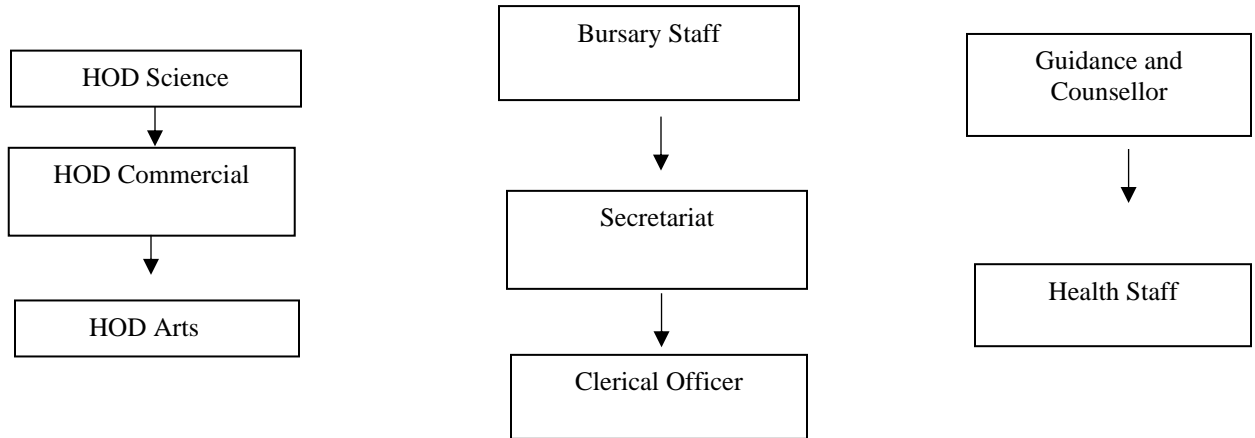 HOD Science
HOD Commercial
HOD Arts
Bursary Staff
Secretariat
Clerical Officer
Guidance and
Counsellor
Health Staff